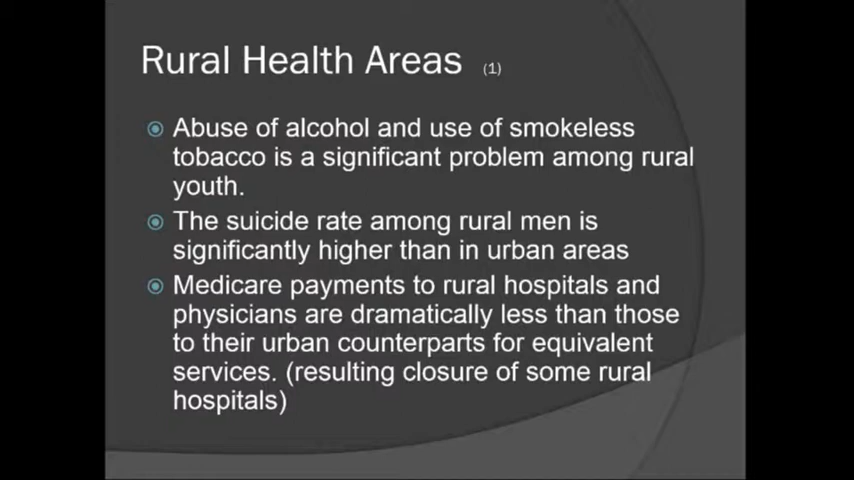 Rural Health Areas (1)
Abuse of alcohol and use of smokeless
tobacco is a significant problem among rural
youth.
The suicide rate among rural men is
significantly higher than in urban areas
Medicare payments to rural hospitals and
physicians are dramatically less than those
to their urban counterparts for equivalent
services. (resulting closure of some rural
hospitals)